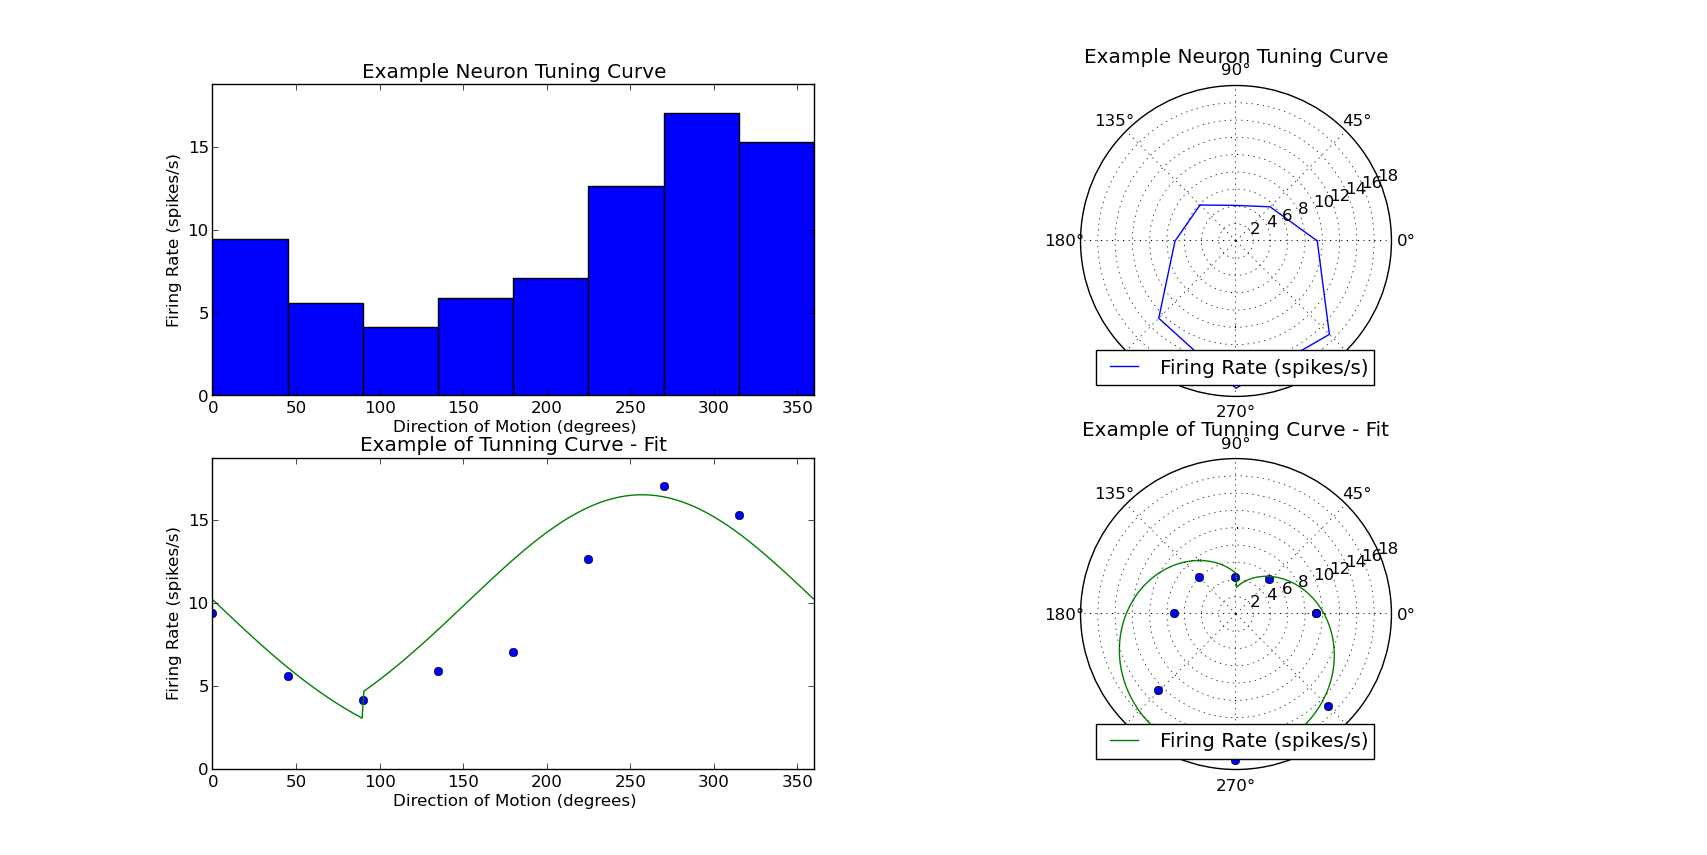 Example Neuron Tuning Curve
Firing Rate (spikes/s)
15
10
5
0
0 50 100 150 200 250 300 350
Direction of Motion (degrees)
Example Neuron Tuning Curve
90°
135° 45°
180° 0°
2 4 6 8 10 12 14 16 18
Firing Rate (spikes/s)
270°
Example of Tunning Curve - Fit
Firing Rate (spikes/s)
15
10
5
0
0 50 100 150 200 250 300 350
Direction of Motion (degrees)
Example of Tunning Curve - Fit
90°
135° 45°
180° 0°
2 4 6 8 10 12 14 16 18
Firing Rate (spikes/s)
270°